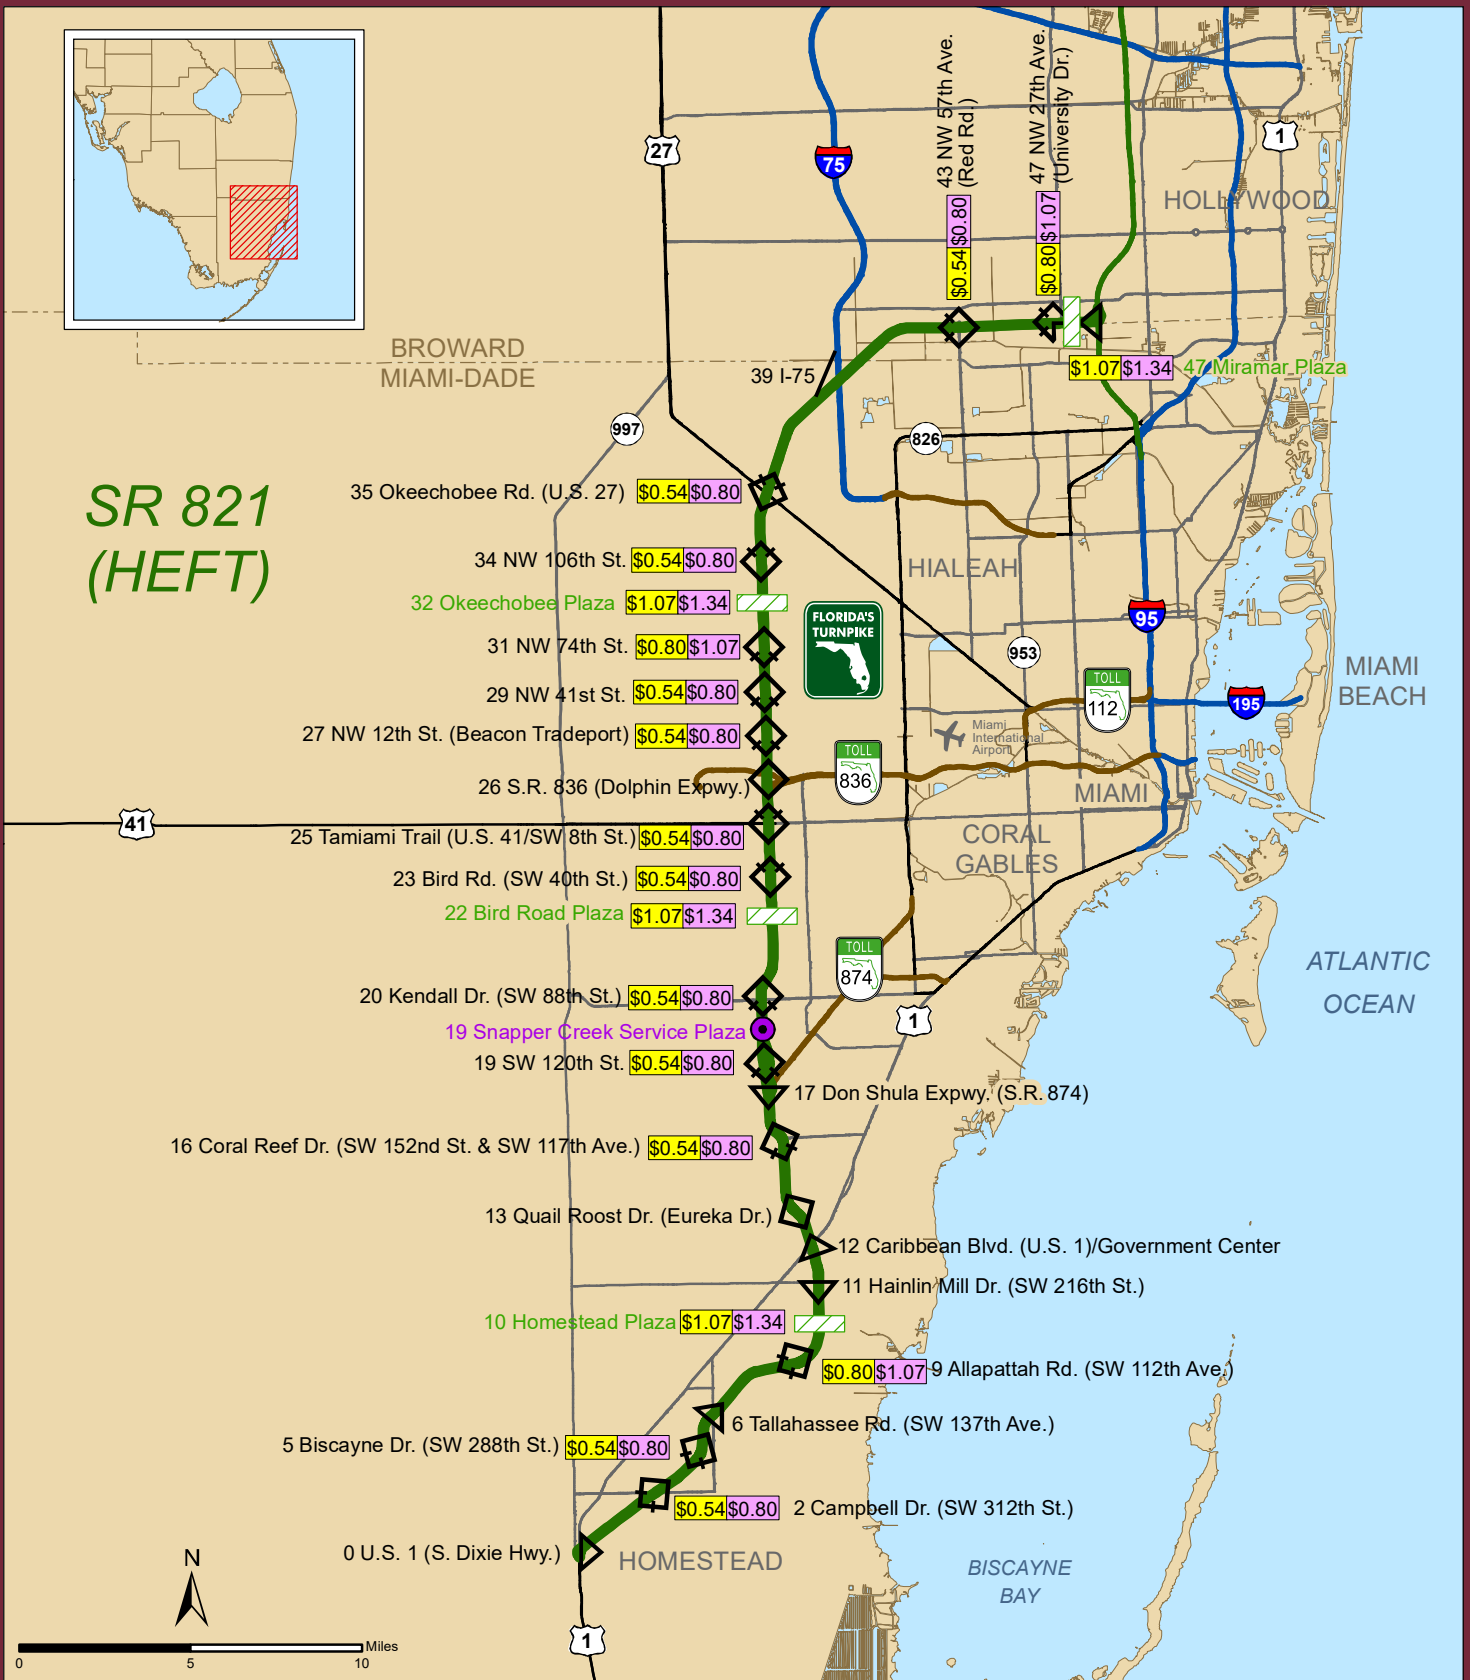 43 NW 57th Ave.
(Red Rd.)
$0.54 $0.80
47 NW 27th Ave.
(University Dr.)
$0.80 $1.07
27
75
1
HOLLYWOOD
BROWARD
MIAMI-DADE
39 I-75
$1.07 $1.34 47 Miramar Plaza
997
826
SR 821
(HEFT)
35 Okeechobee Rd. (U.S. 27) $0.54 $0.80
34 NW 106th St. $0.54 $0.80
HIALEAH
32 Okeechobee Plaza $1.07 $1.34
FLORIDA'S
TURNPIKE
95
31 NW 74th St. $0.80 $1.07
953
MIAMI
BEACH
29 NW 41st St. $0.54 $0.80
TOLL
112
195
27 NW 12th St. (Beacon Tradeport) $0.54 $0.80
Miami
International
Airport
26 S.R. 836 (Dolphin Expwy.)
TOLL
836
MIAMI
41
25 Tamiami Trail (U.S. 41/SW 8th St.) $0.54 $0.80
CORAL
GABLES
23 Bird Rd. (SW 40th St.) $0.54 $0.80
22 Bird Road Plaza $1.07 $1.34
TOLL
874
ATLANTIC
OCEAN
20 Kendall Dr. (SW 88th St.) $0.54 $0.80
1
19 Snapper Creek Service Plaza
19 SW 120th St. $0.54 $0.80
17 Don Shula Expwy. (S.R. 874)
16 Coral Reef Dr. (SW 152nd St. & SW 117th Ave.) $0.54 $0.80
13 Quail Roost Dr. (Eureka Dr.)
12 Caribbean Blvd. (U.S. 1)/Government Center
11 Hainlin Mill Dr. (SW 216th St.)
10 Homestead Plaza $1.07 $1.34
$0.80 $1.07 9 Allapattah Rd. (SW 112th Ave.)
6 Tallahassee Rd. (SW 137th Ave.)
5 Biscayne Dr. (SW 288th St.) $0.54 $0.80
$0.54 $0.80 2 Campbell Dr. (SW 312th St.)
0 U.S. 1 (S. Dixie Hwy.)
HOMESTEAD
BISCAYNE
BAY
N
1
Miles
0 5 10